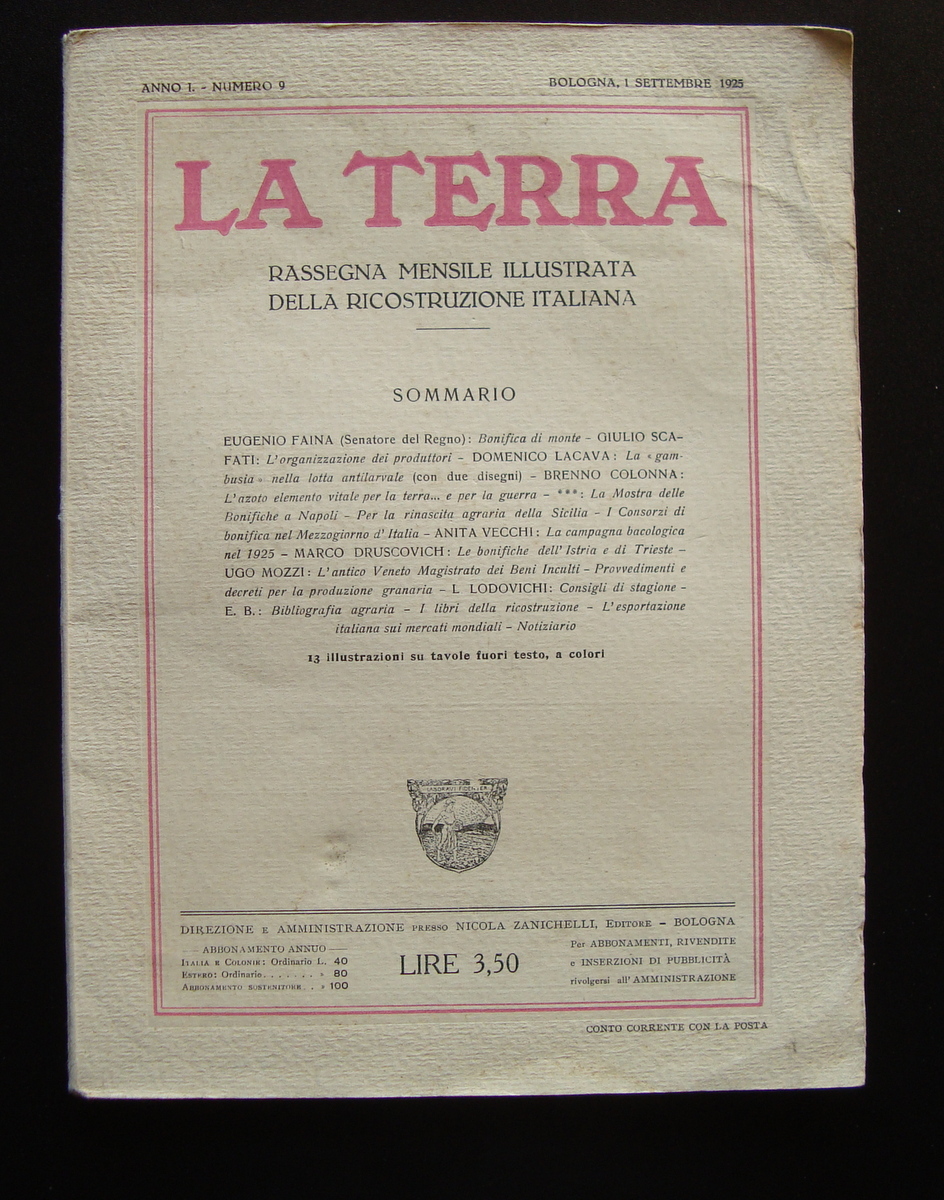 ANNO I. - NUMERO 9
BOLOGNA, 1 SETTEMBRE 1925
LA TERRA
RASSEGNA MENSILE ILLUSTRATA
DELLA RICOSTRUZIONE ITALIANA
SOMMARIO
EUGENIO FAINA (Senatore del Regno): Bonifica di monte - GIULIO SCA-
FATI: L'organizzazione dei produttori - DOMENICO LACAVA: La «gam-
busia» nella lotta antilarvale (con due disegni) - BRENNO COLONNA:
L'azoto elemento vitale per la terra... e per la guerra - ***: La Mostra delle
Bonifiche a Napoli - Per la rinascita agraria della Sicilia - I Consorzi di
bonifica nel Mezzogiorno d'Italia - ANITA VECCHI: La campagna bacologica
nel 1925 - MARCO DRUSCOVICH: Le bonifiche dell'Istria e di Trieste -
UGO MOZZI: L'antico Veneto Magistrato dei Beni Inculti - Provvedimenti e
decreti per la produzione granaria - L LODOVICHI: Consigli di stagione -
E. B.: Bibliografia agraria - I libri della ricostruzione - L'esportazione
italiana sui mercati mondiali - Notiziario
13 illustrazioni su tavole fuori testo, a colori
LABORAVI FIDENTER
DIREZIONE E AMMINISTRAZIONE PRESSO NICOLA ZANICHELLI, EDITORE - BOLOGNA
ABBONAMENTO ANNUO
ITALIA E COLONIE: Ordinario L. 40
ESTERO: Ordinario. . . . . . . » 80
ABBONAMENTO SOSTENITORE . . » 100
LIRE 3,50
Per ABBONAMENTI, RIVENDITE
e INSERZIONI DI PUBBLICITÀ
rivolgersi all'AMMINISTRAZIONE
CONTO CORRENTE CON LA POSTA